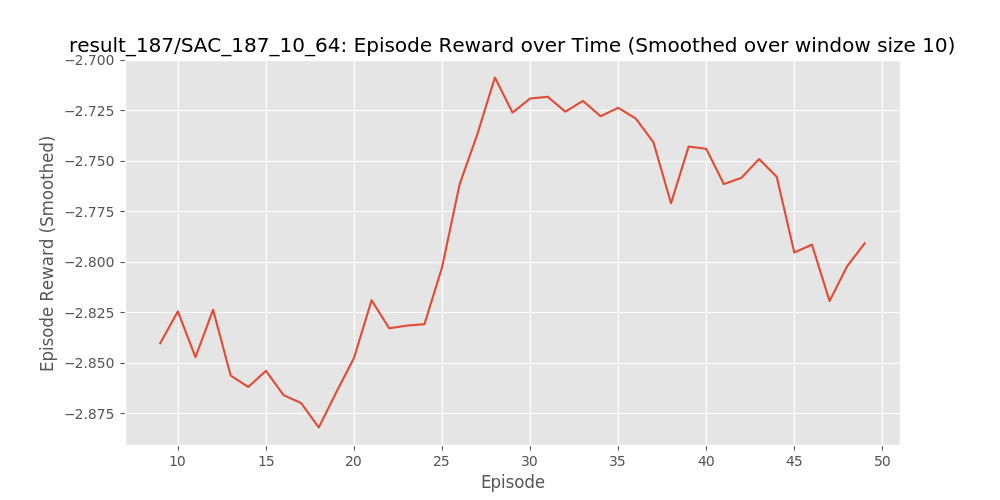 result_187/SAC_187_10_64: Episode Reward over Time (Smoothed over window size 10)
−2.700
−2.725
−2.750
−2.775
−2.800
−2.825
−2.850
−2.875
Episode Reward (Smoothed)
10 15 20 25 30 35 40 45 50
Episode